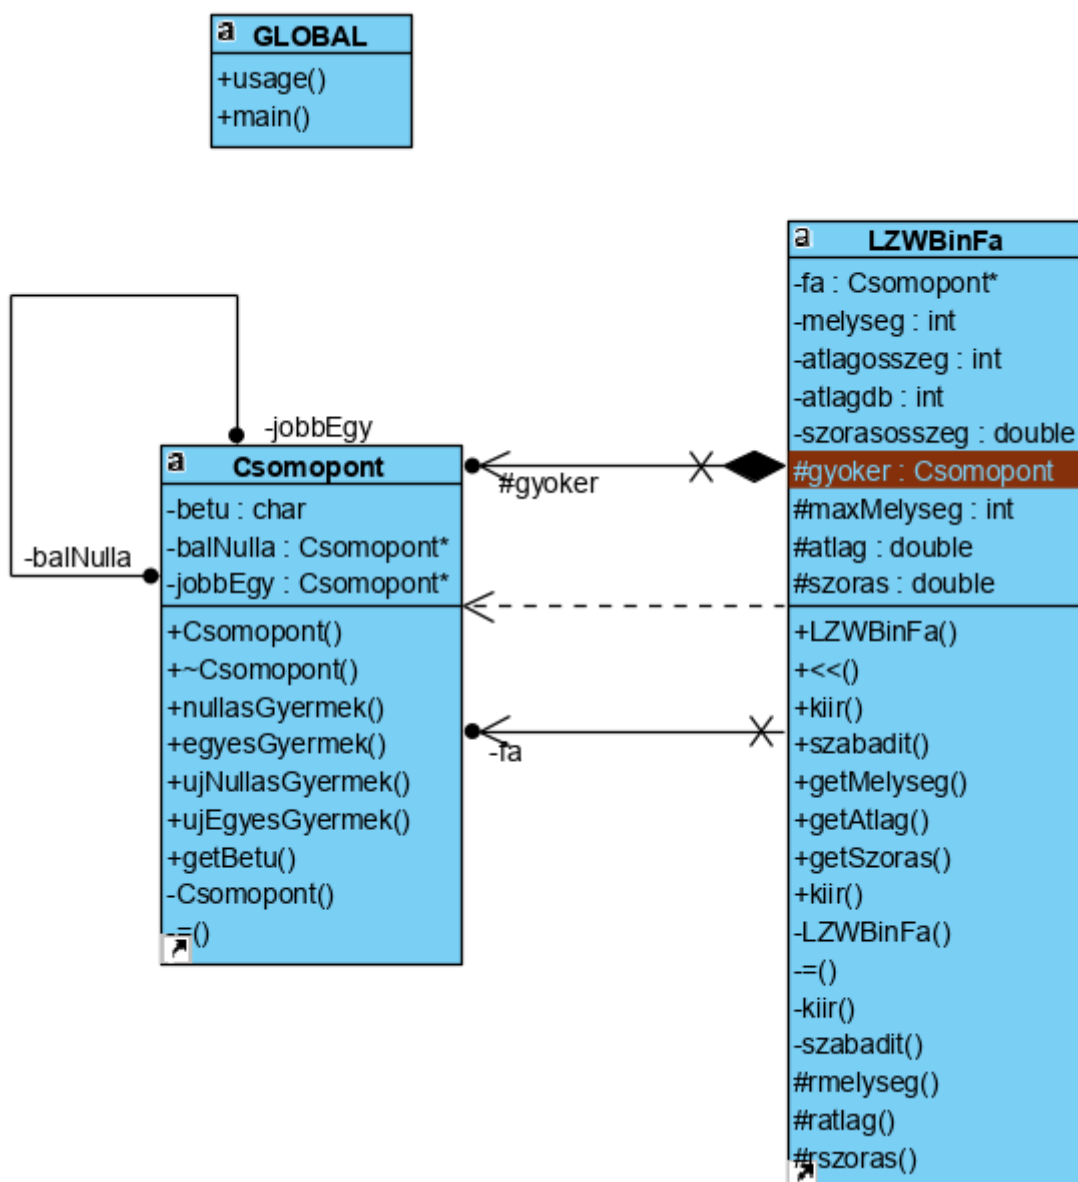 a GLOBAL
+usage()
+main()
-jobbEgy
-balNulla
a Csomopont
-betu : char
-balNulla : Csomopont*
-jobbEgy : Csomopont*
+Csomopont()
+~Csomopont()
+nullasGyermek()
+egyesGyermek()
+ujNullasGyermek()
+ujEgyesGyermek()
+getBetu()
-Csomopont()
-=()
#gyoker
-fa
a LZWBinFa
-fa : Csomopont*
-melyseg : int
-atlagosszeg : int
-atlagdb : int
-szorasosszeg : double
#gyoker : Csomopont
#maxMelyseg : int
#atlag : double
#szoras : double
+LZWBinFa()
+<<()
+kiir()
+szabadit()
+getMelyseg()
+getAtlag()
+getSzoras()
+kiir()
-LZWBinFa()
-=()
-kiir()
-szabadit()
#rmelyseg()
#ratlag()
#rszoras()